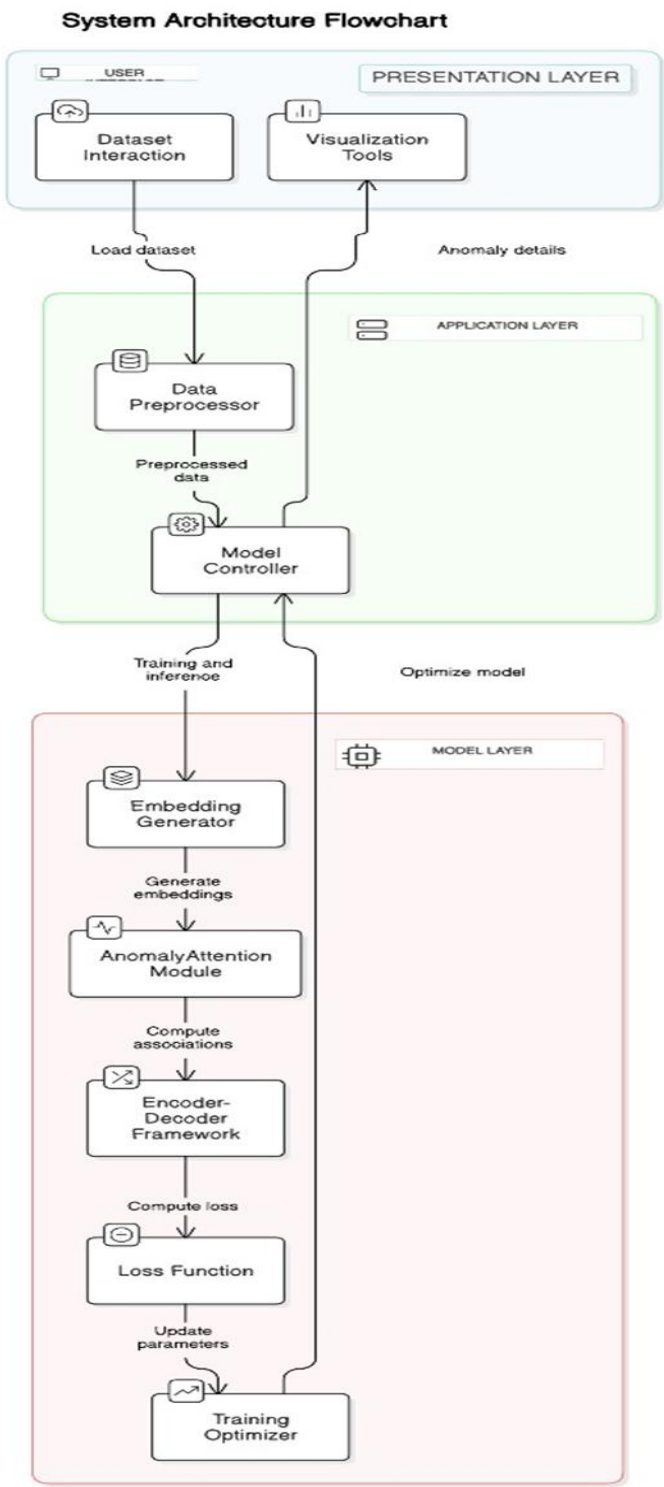 System Architecture Flowchart
USER
PRESENTATION LAYER
Dataset
Interaction
Visualization
Tools
Load dataset
Anomaly details
APPLICATION LAYER
Data
Preprocessor
Preprocessed
data
Model
Controller
Training and
inference
Optimize model
MODEL LAYER
Embedding
Generator
Generate
embeddings
AnomalyAttention
Module
Compute
associations
Encoder-
Decoder
Framework
Compute loss
Loss Function
Update
parameters
Training
Optimizer